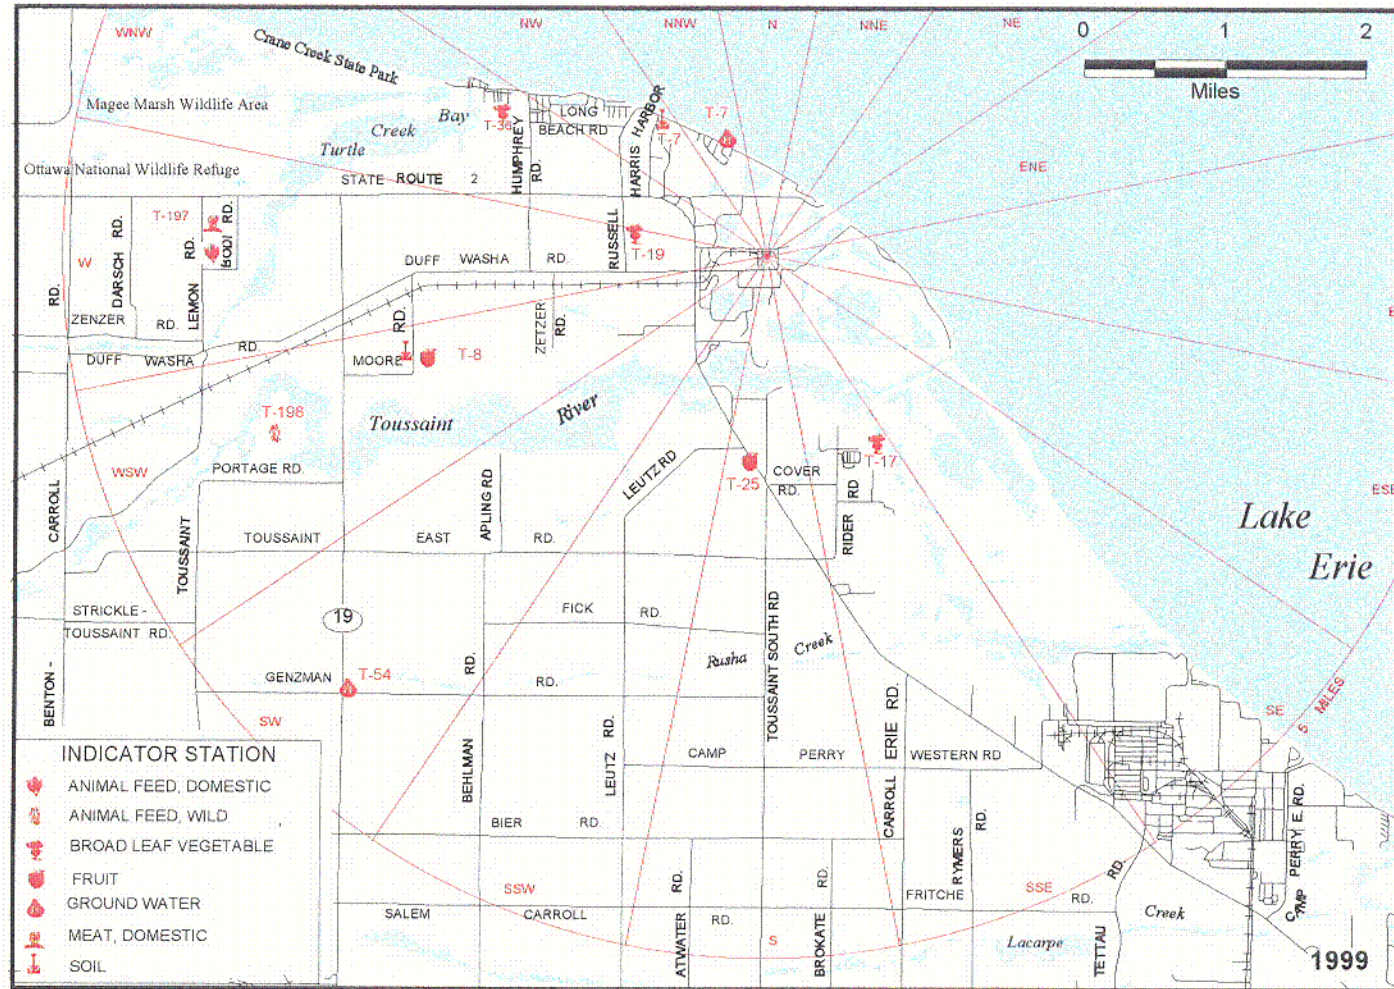 WNW
NW
NNW
N
NNE
NE
0 1 2
Miles
Crane Creek State Park
Magee Marsh Wildlife Area
Ottawa National Wildlife Refuge
Turtle
Creek
Bay
T-36
LONG
BEACH RD
HUMPHREY
RD.
HARRIS HARBOR
T-7
T-7
ENE
STATE ROUTE 2
T-197
DARSCH RD.
LEMON RD.
BODI RD.
W
RUSSELL
T-19
DUFF WASHA RD.
RD.
ZENZER RD.
DUFF WASHA RD.
MOORE
RD.
T-8
ZETZER
RD.
E
T-198
Toussaint
River
WSW
PORTAGE RD.
CARROLL
TOUSSAINT
APLING RD
LEUTZ RD
T-25
COVER
RD.
T-17
RIDER RD
ESE
Lake
Erie
TOUSSAINT EAST RD.
STRICKLE-
TOUSSAINT RD.
19
FICK RD.
TOUSSAINT SOUTH RD
Rusha
Creek
GENZMAN RD.
T-54
BENTON -
SW
BEHLMAN
RD.
LEUTZ RD.
CAMP PERRY WESTERN RD
CARROLL ERIE RD.
SE
5 MILES
BIER RD.
RYMERS RD.
CAMP PERRY E. RD.
SSW
SALEM CARROLL RD.
ATWATER RD.
S
BROKATE RD.
FRITCHE RD.
SSE
TETTAU RD.
Lacarpe
Creek
1999
INDICATOR STATION
ANIMAL FEED, DOMESTIC
ANIMAL FEED, WILD
BROAD LEAF VEGETABLE
FRUIT
GROUND WATER
MEAT, DOMESTIC
SOIL